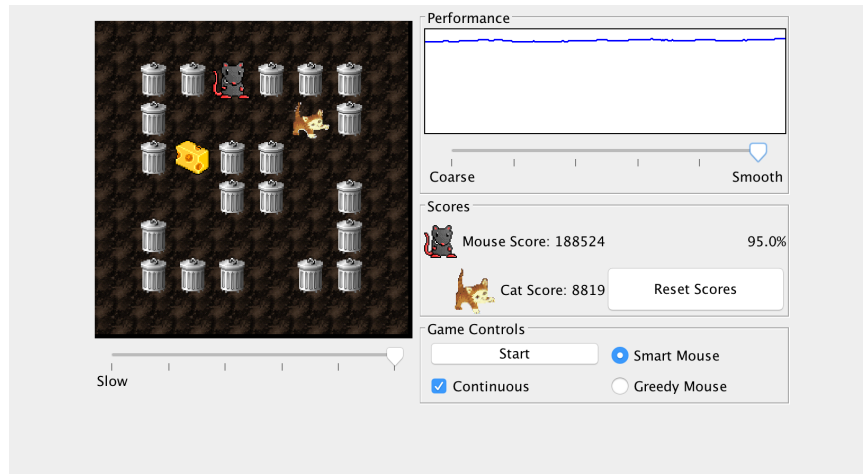 Performance
Coarse
Smooth
Scores
Mouse Score: 188524
95.0%
Cat Score: 8819
Reset Scores
Game Controls
Start
Smart Mouse
Slow
Continuous
Greedy Mouse